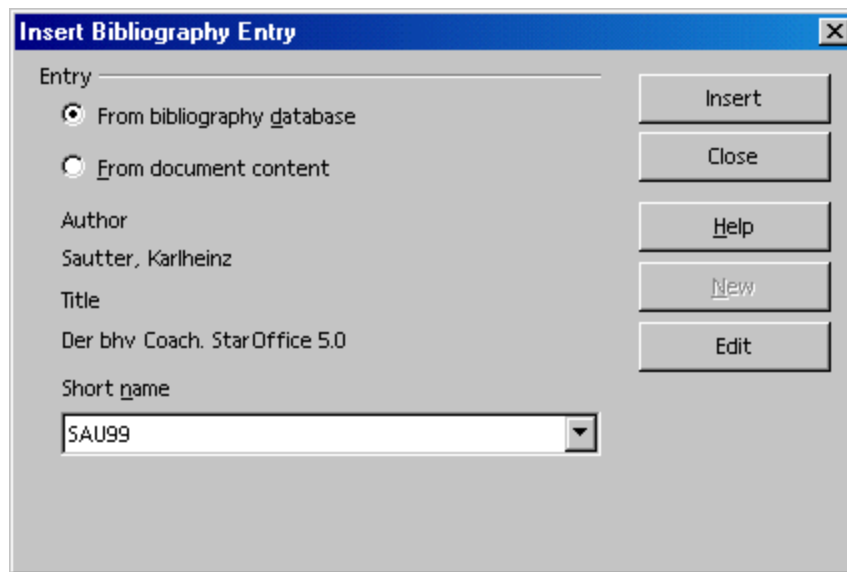 Insert Bibliography Entry
Entry
From bibliography database
From document content
Author
Sautter, Karlheinz
Title
Der bhv Coach. StarOffice 5.0
Short name
SAU99
Insert
Close
Help
New
Edit